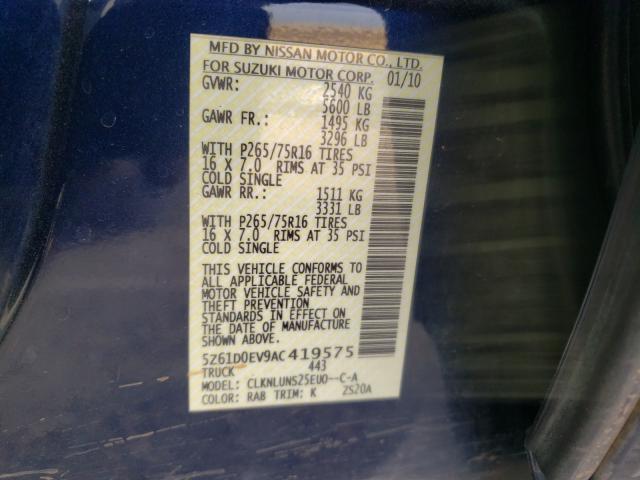 MFD BY NISSAN MOTOR CO., LTD.
FOR SUZUKI MOTOR CORP. 01/10
GVWR: 2540 KG
5600 LB
GAWR FR.: 1495 KG
3296 LB
WITH P265/75R16 TIRES
16 X 7.0 RIMS AT 35 PSI
COLD SINGLE
GAWR RR.: 1511 KG
3331 LB
WITH P265/75R16 TIRES
16 X 7.0 RIMS AT 35 PSI
COLD SINGLE
THIS VEHICLE CONFORMS TO
ALL APPLICABLE FEDERAL
MOTOR VEHICLE SAFETY AND
THEFT PREVENTION
STANDARDS IN EFFECT ON
THE DATE OF MANUFACTURE
SHOWN ABOVE.
5Z61D0EV9AC419575
TRUCK 443
MODEL: CLKNLUNS25EU0--C-A
COLOR: RAB TRIM: K ZS20A